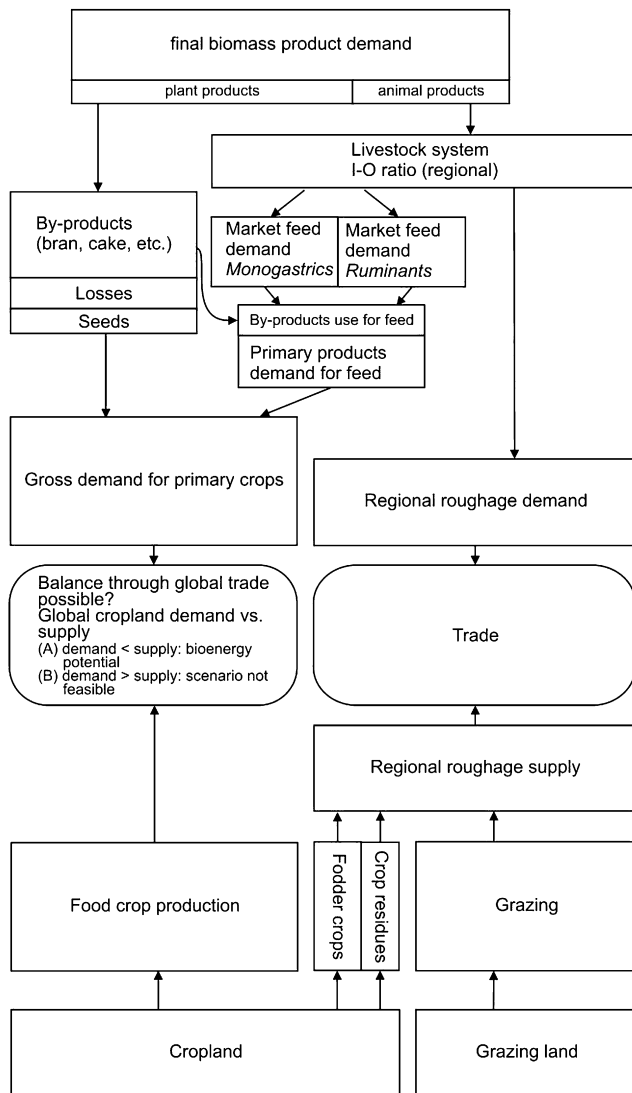 final biomass product demand
plant products
animal products
Livestock system
I-O ratio (regional)
By-products
(bran, cake, etc.)
Losses
Seeds
Market feed
demand
Monogastrics
Market feed
demand
Ruminants
By-products use for feed
Primary products
demand for feed
Gross demand for primary crops
Regional roughage demand
Balance through global trade
possible?
Global cropland demand vs.
supply
(A) demand < supply: bioenergy
potential
(B) demand > supply: scenario not
feasible
Trade
Regional roughage supply
Food crop production
Fodder crops
Crop residues
Grazing
Cropland
Grazing land